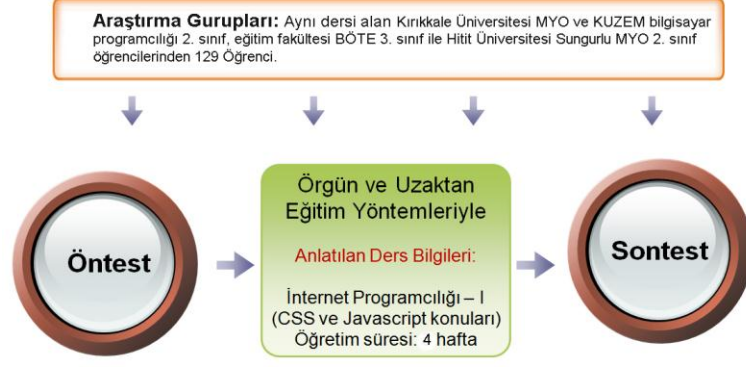 Araştırma Gurupları: Aynı dersi alan Kırıkkale Üniversitesi MYO ve KUZEM bilgisayar
programcılığı 2. sınıf, eğitim fakültesi BÖTE 3. sınıf ile Hitit Üniversitesi Sungurlu MYO 2. sınıf
öğrencilerinden 129 Öğrenci.
Öntest
Örgün ve Uzaktan
Eğitim Yöntemleriyle
Anlatılan Ders Bilgileri:
İnternet Programcılığı – I
(CSS ve Javascript konuları)
Öğretim süresi: 4 hafta
Sontest